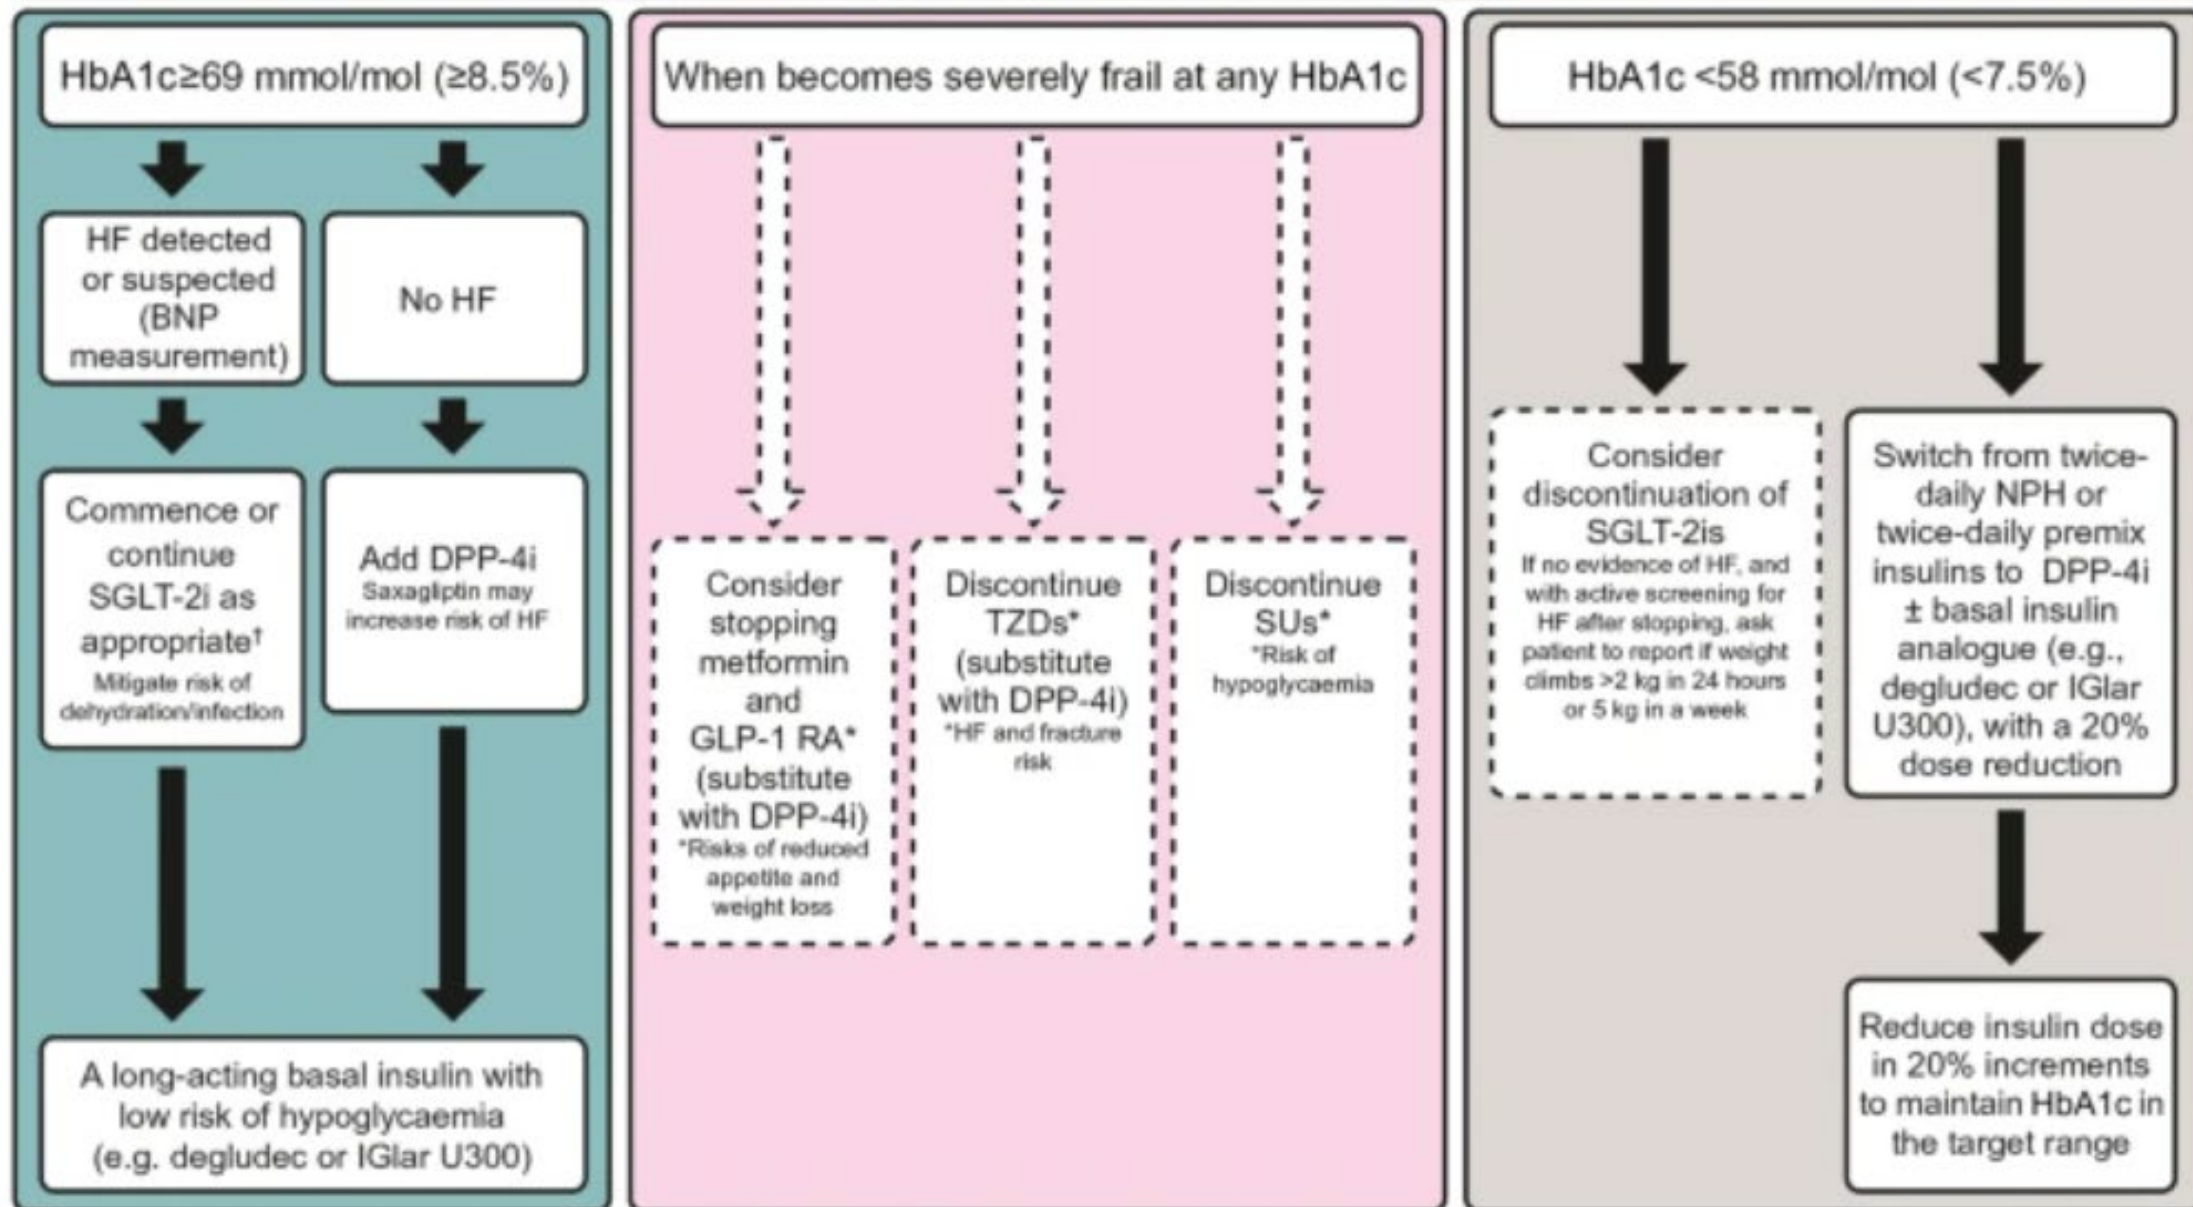 HbA1c≥69 mmol/mol (≥8.5%)
HF detected
or suspected
(BNP
measurement)
No HF
Commence or
continue
SGLT-2i as
appropriate†
Mitigate risk of
dehydration/infection
Add DPP-4i
Saxagliptin may
increase risk of HF
A long-acting basal insulin with
low risk of hypoglycaemia
(e.g. degludec or IGlar U300)
When becomes severely frail at any HbA1c
Consider
stopping
metformin
and
GLP-1 RA*
(substitute
with DPP-4i)
*Risks of reduced
appetite and
weight loss
Discontinue
TZDs*
(substitute
with DPP-4i)
*HF and fracture
risk
Discontinue
SUs*
*Risk of
hypoglycaemia
HbA1c <58 mmol/mol (<7.5%)
Consider
discontinuation of
SGLT-2is
If no evidence of HF, and
with active screening for
HF after stopping, ask
patient to report if weight
climbs >2 kg in 24 hours
or 5 kg in a week
Switch from twice-
daily NPH or
twice-daily premix
insulins to DPP-4i
± basal insulin
analogue (e.g.,
degludec or IGlar
U300), with a 20%
dose reduction
Reduce insulin dose
in 20% increments
to maintain HbA1c in
the target range